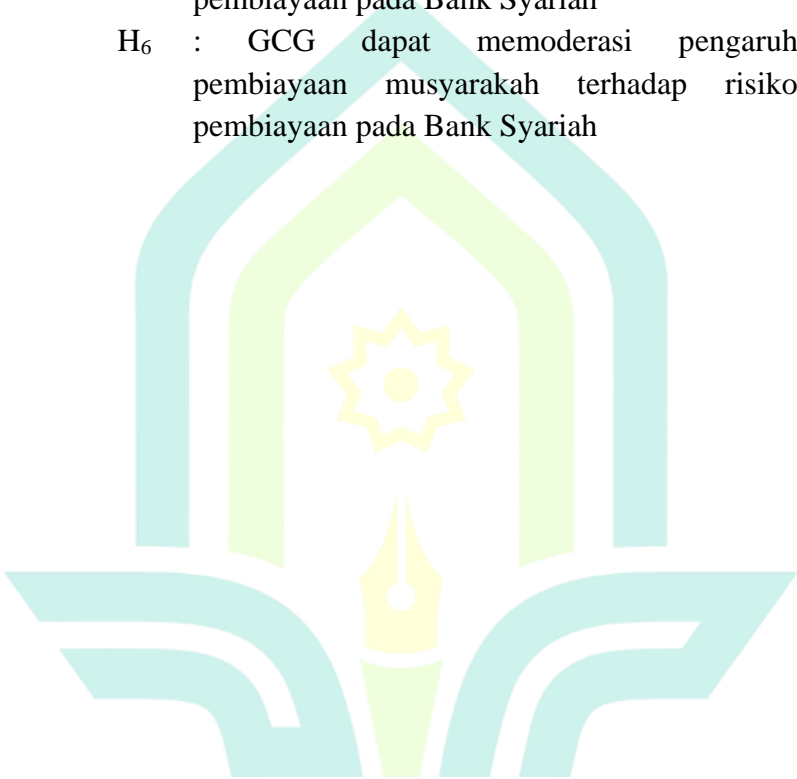 pembiayaan pada Bank Syariah
H₆ : GCG dapat memoderasi pengaruh
pembiayaan musyarakah terhadap risiko
pembiayaan pada Bank Syariah